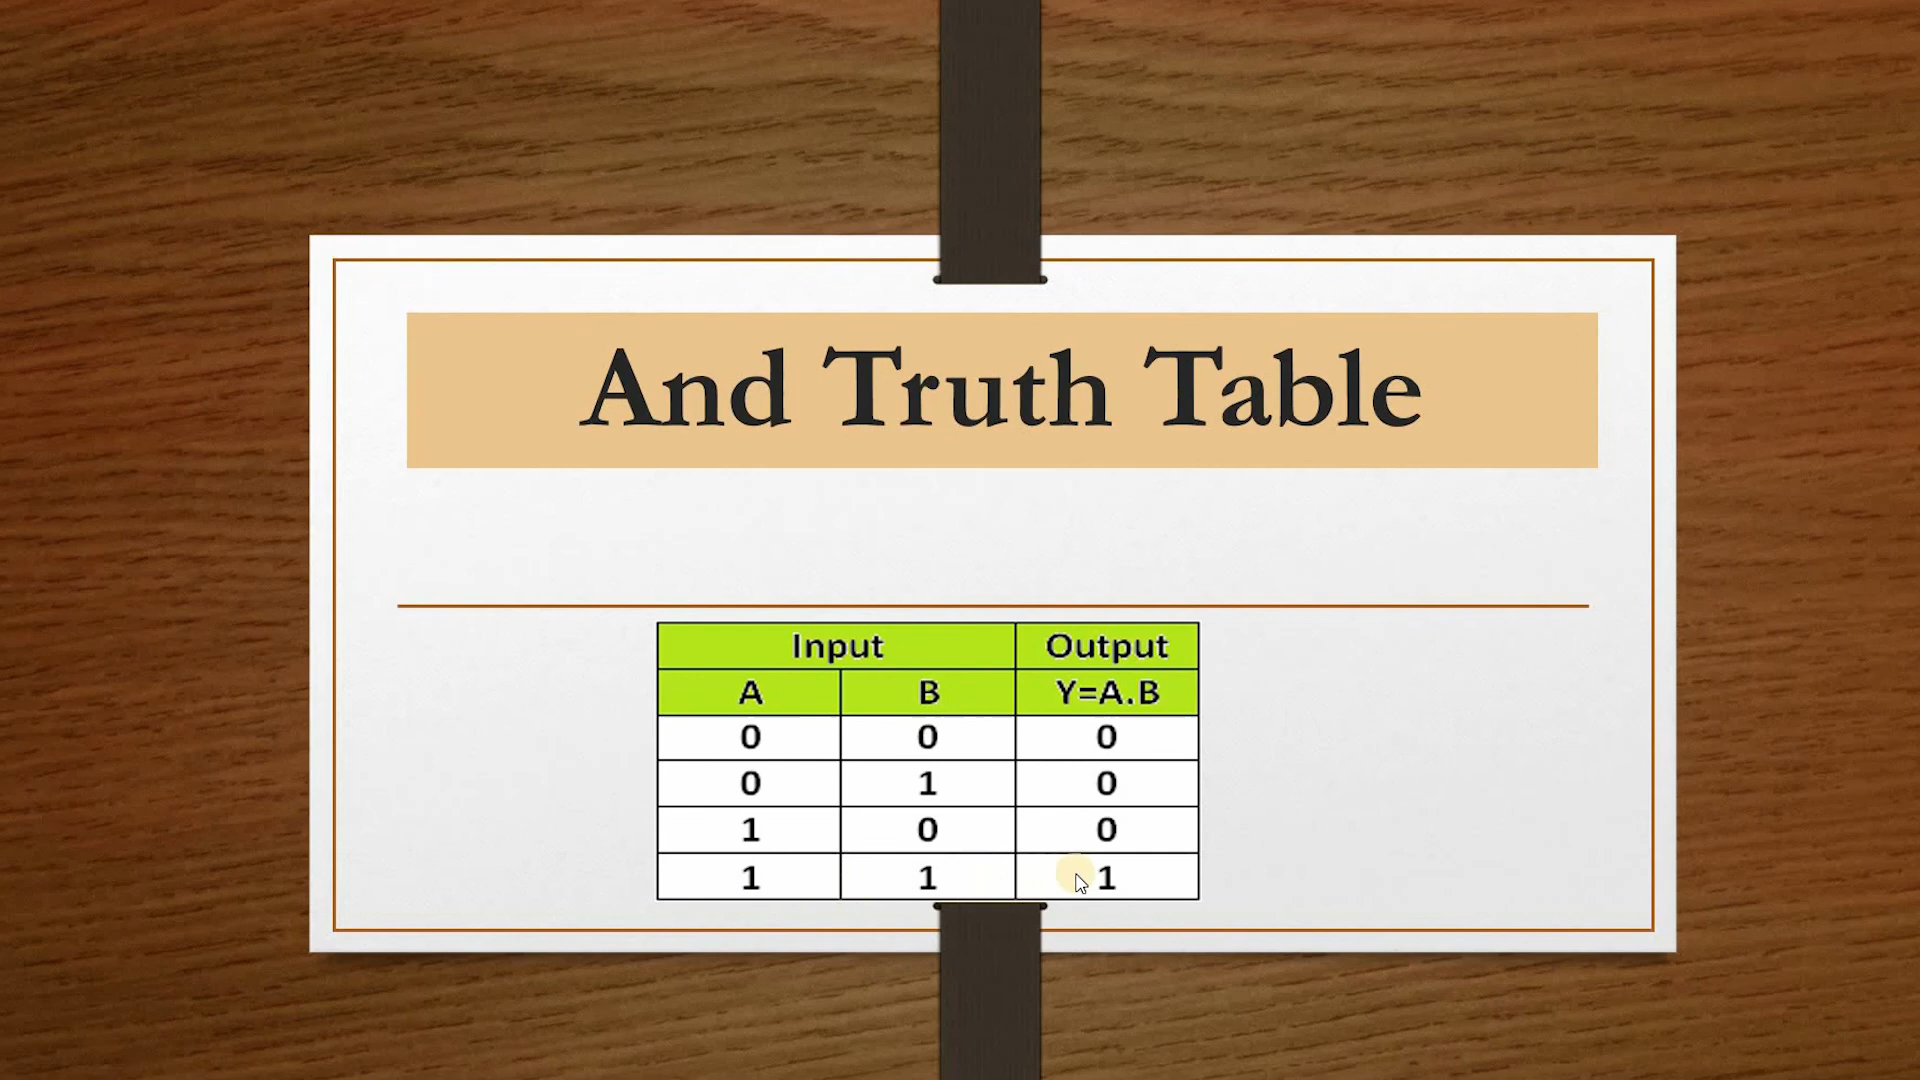 And Truth Table
Input Output
A B Y=A.B
0 0 0
0 1 0
1 0 0
1 1 1